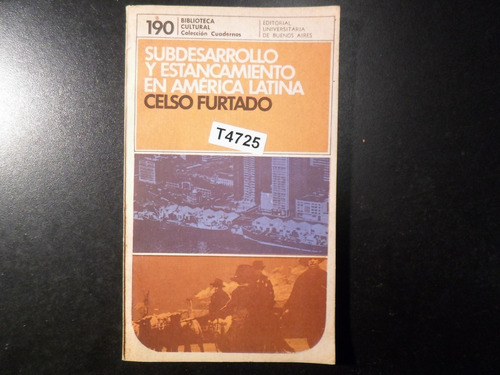 190
BIBLIOTECA
CULTURAL
Colección Cuadernos
EDITORIAL
UNIVERSITARIA
DE BUENOS AIRES
SUBDESARROLLO
Y ESTANCAMIENTO
EN AMÉRICA LATINA
CELSO FURTADO
T4725